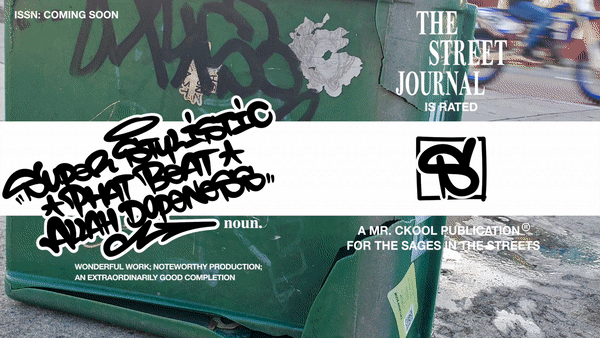 ISSN: COMING SOON
THE
STREET
JOURNAL
IS RATED
"SUPER STYLISTIC
*PHAT BEAT*
ALAH DOPENESS"
noun.
WONDERFUL WORK; NOTEWORTHY PRODUCTION;
AN EXTRAORDINARILY GOOD COMPLETION
A MR. CKOOL PUBLICATION®
FOR THE SAGES IN THE STREETS